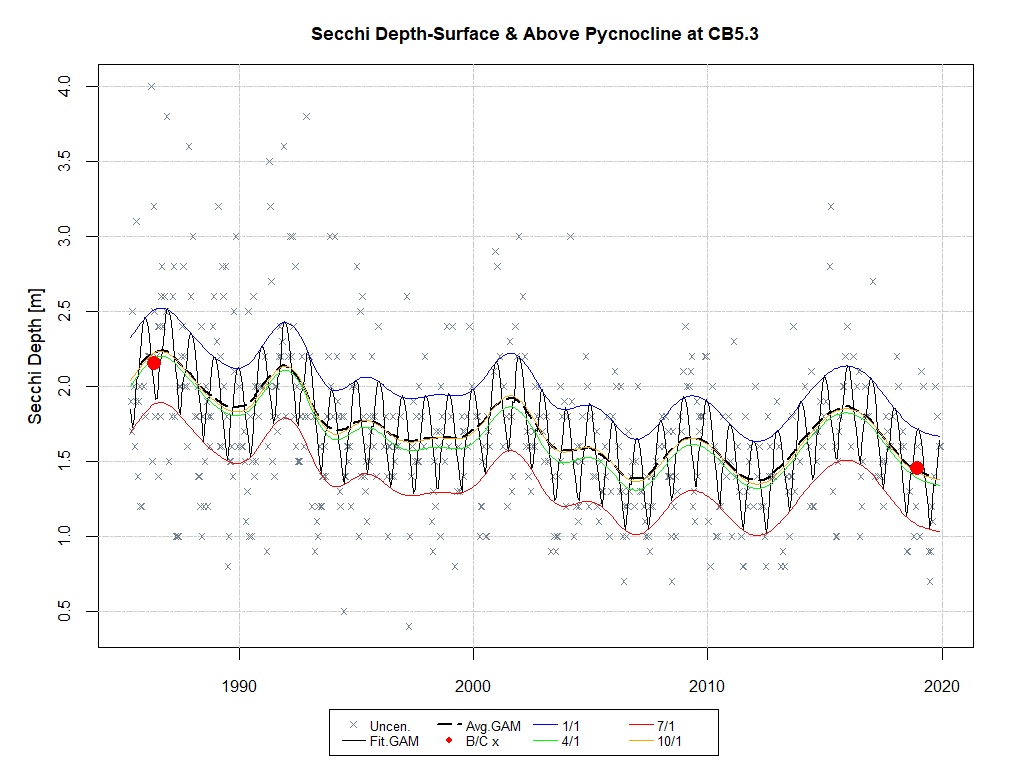 Secchi Depth-Surface & Above Pycnocline at CB5.3
Secchi Depth [m]
4.0
3.5
3.0
2.5
2.0
1.5
1.0
0.5
1990 2000 2010 2020
Uncen. Avg.GAM 1/1 7/1
Fit.GAM B/C x 4/1 10/1